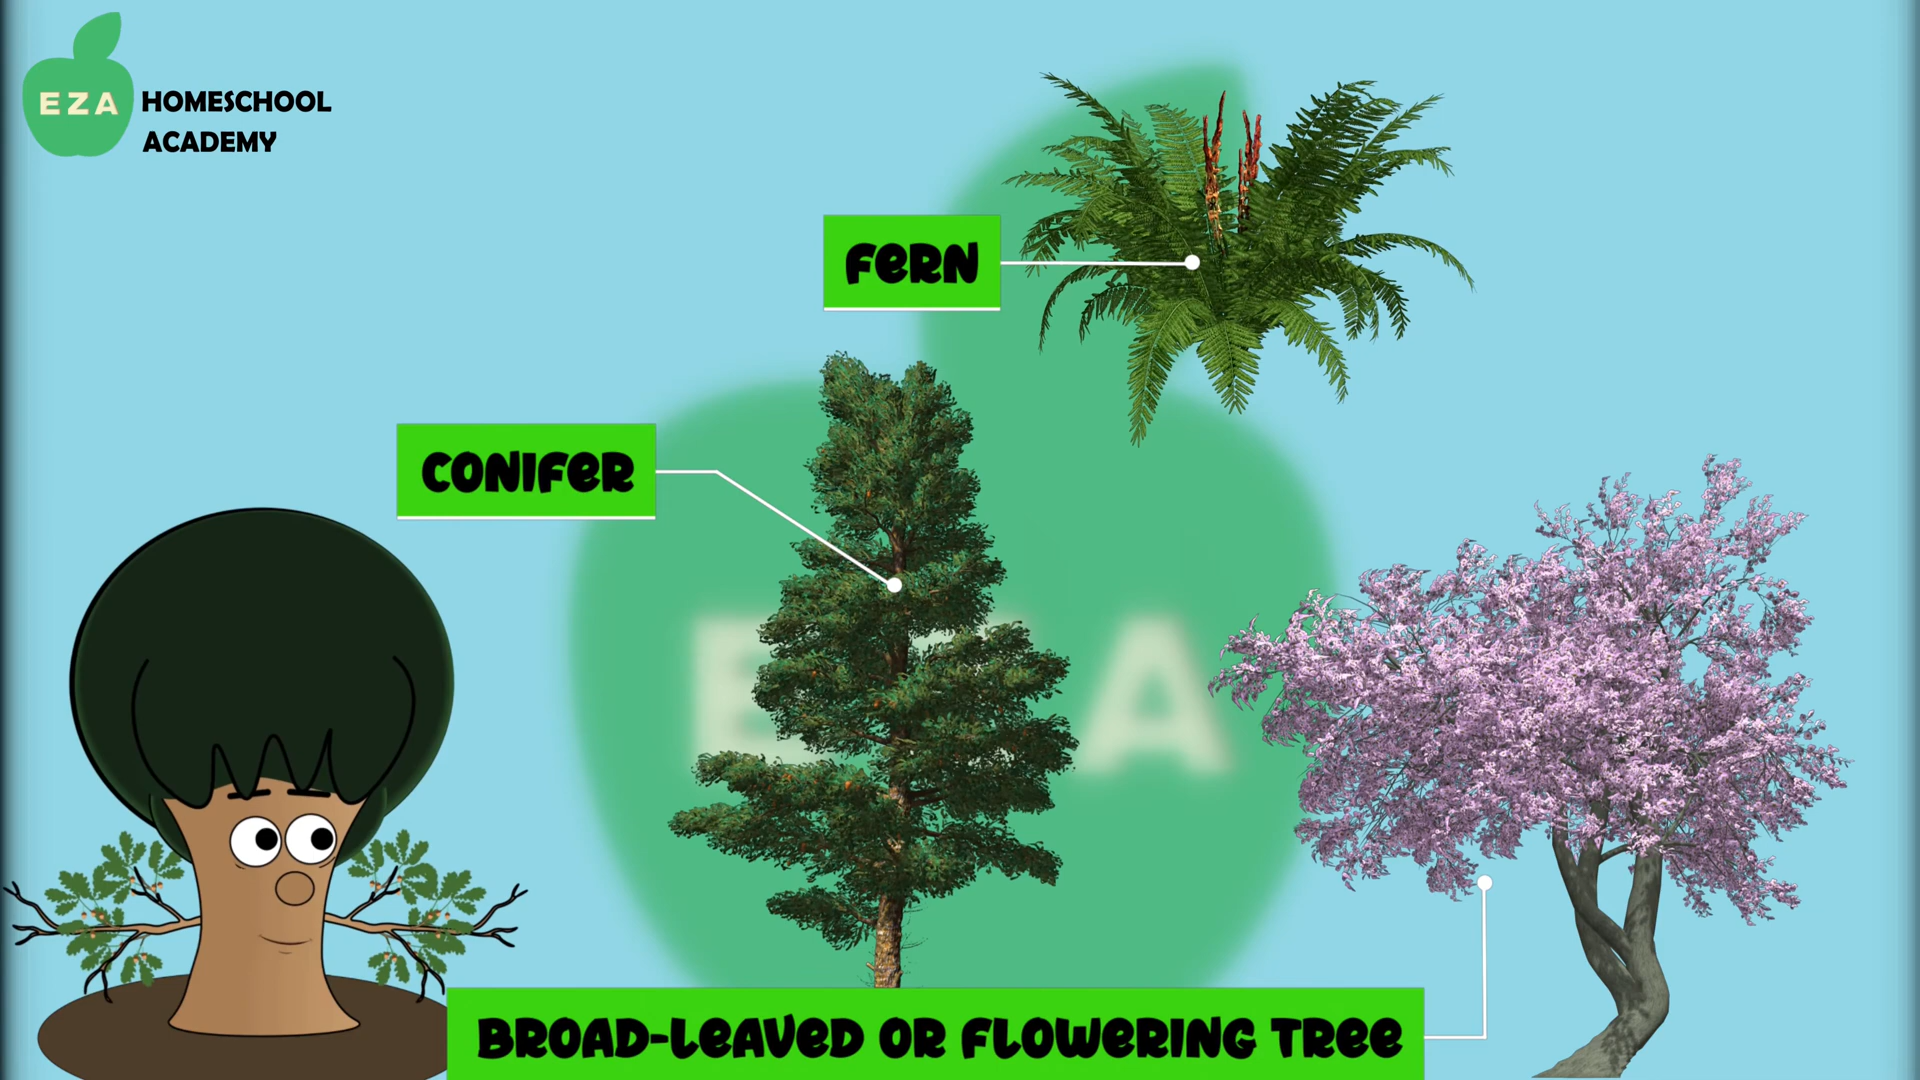 EZA
HOMESCHOOL
ACADEMY
FERN
CONIFER
E A
BROAD-LEAVED OR FLOWERING TREE